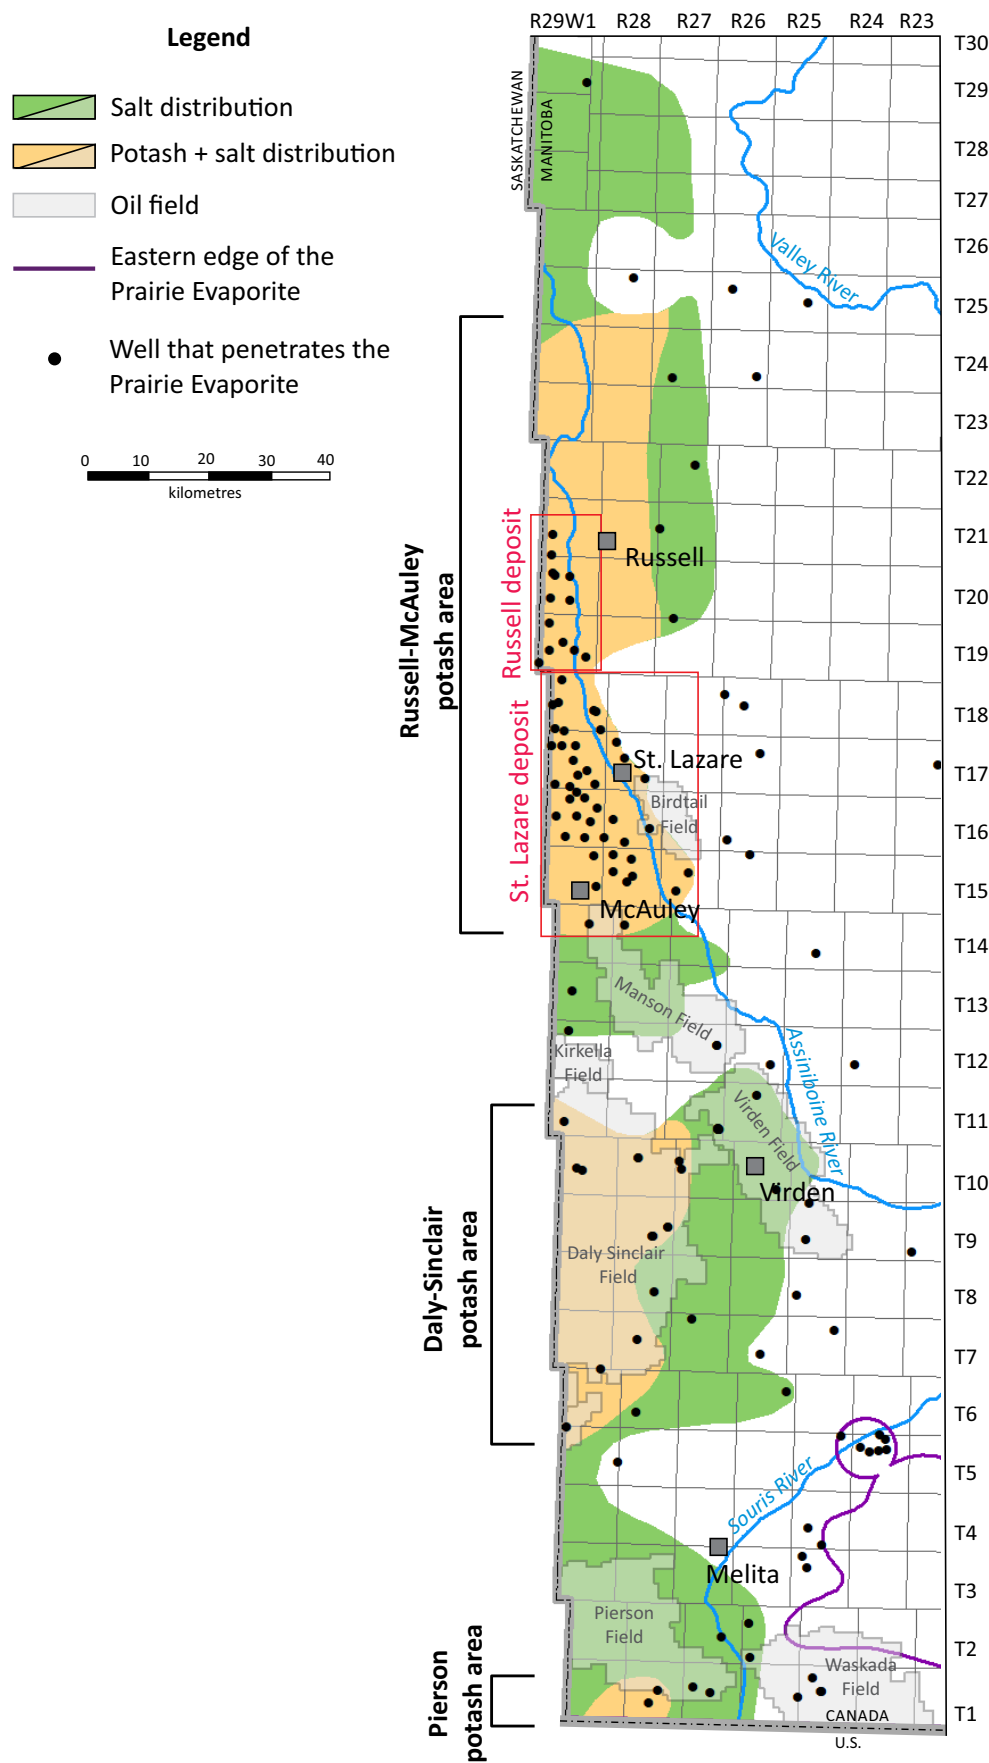 Legend
Salt distribution
Potash + salt distribution
Oil field
Eastern edge of the
Prairie Evaporite
Well that penetrates the
Prairie Evaporite
0 10 20 30 40
kilometres
R29W1 R28 R27 R26 R25 R24 R23
T30
T29
T28
T27
T26
T25
T24
T23
T22
T21
T20
T19
T18
T17
T16
T15
T14
T13
T12
T11
T10
T9
T8
T7
T6
T5
T4
T3
T2
T1
SASKATCHEWAN
MANITOBA
Valley River
Russell-McAuley
potash area
Russell deposit
Russell
St. Lazare deposit
St. Lazare
Birdtail
Field
McAuley
Manson Field
Kirkella
Field
Assiniboine River
Virden Field
Virden
Daly-Sinclair
potash area
Daly Sinclair
Field
Souris River
Melita
Pierson
Field
Waskada
Field
Pierson
potash area
CANADA
U.S.